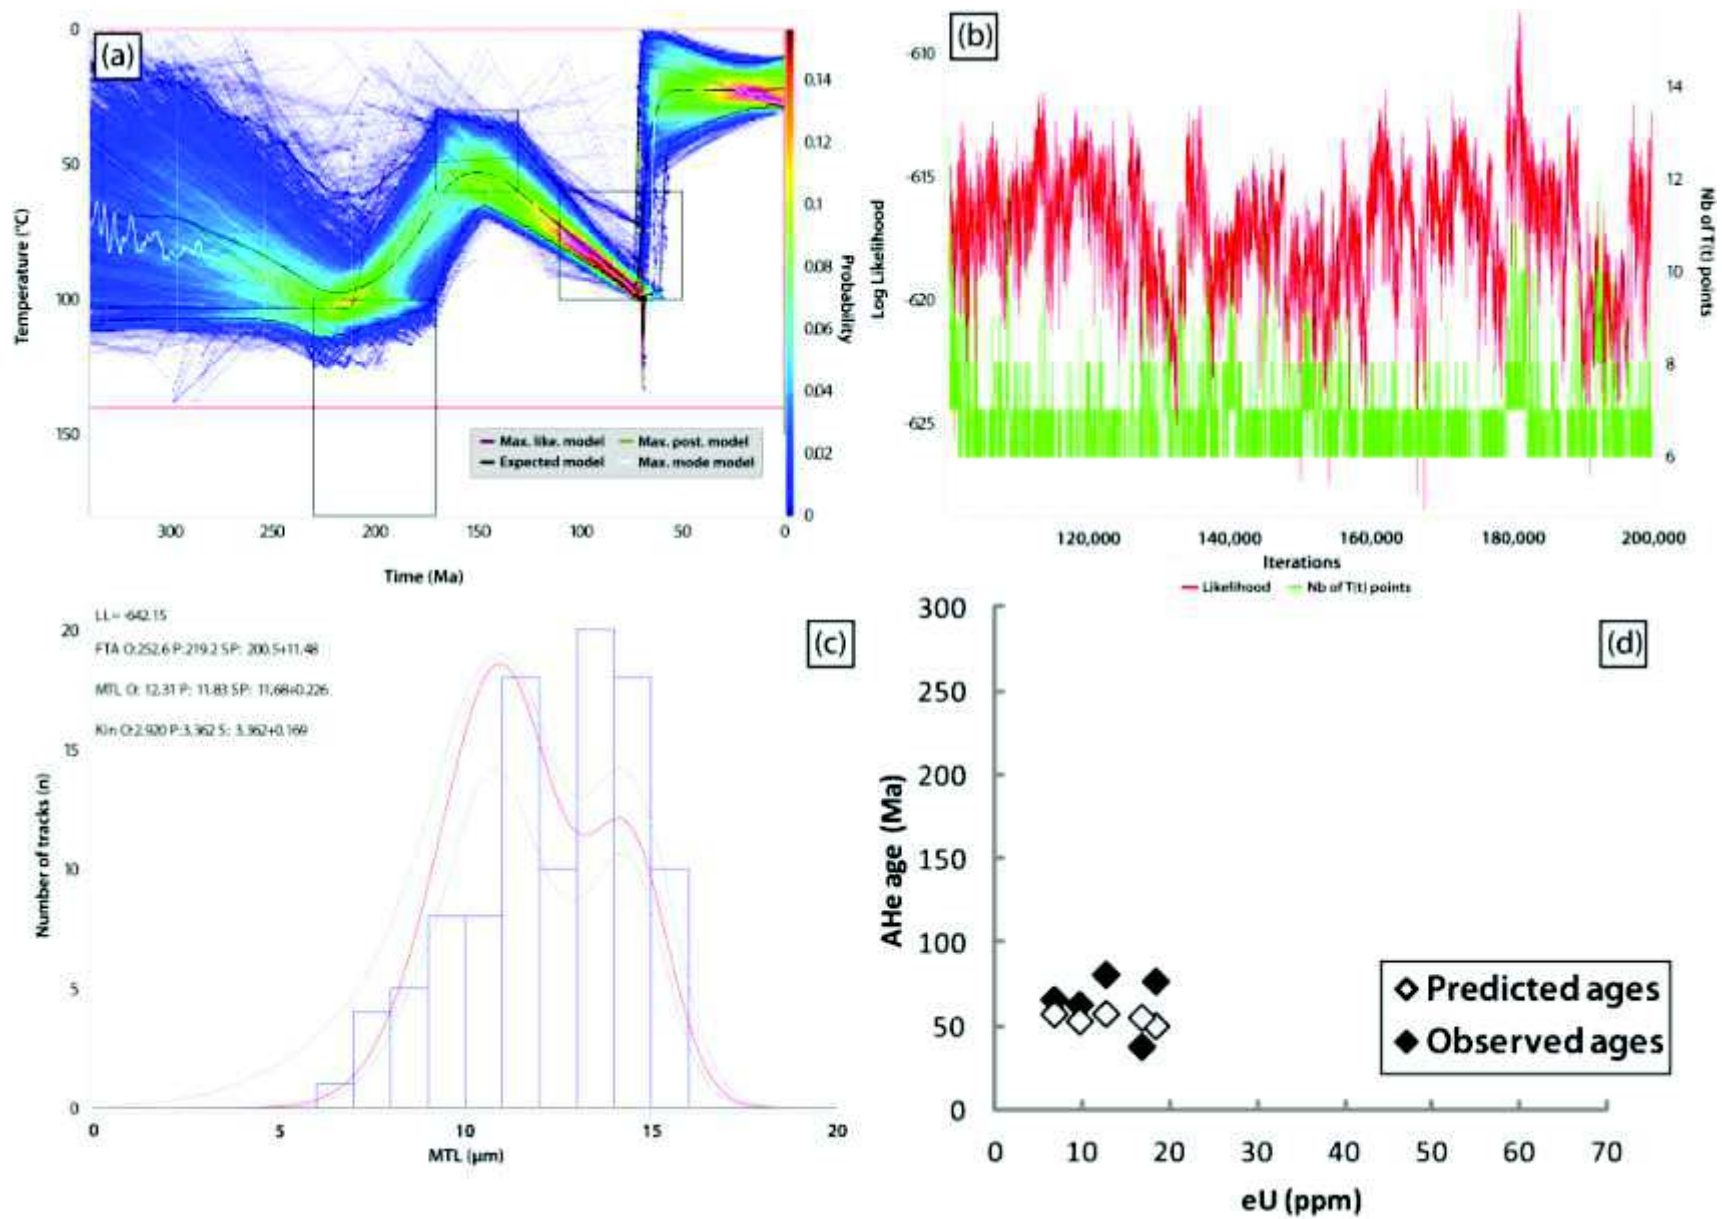 (a)
0
50
100
150
Temperature (°C)
300
250
200
150
100
50
0
Time (Ma)
0.14
0.12
0.1
0.08
0.06
0.04
0.02
0
Probability
Max. like. model
Max. post. model
Expected model
Max. mode model
(b)
-610
-615
-620
-625
Log Likelihood
14
12
10
8
6
Nb of T(t) points
120,000
140,000
160,000
180,000
200,000
Iterations
Likelihood
Nb of T(t) points
(c)
LL= -642.15
FTA O:252.6 P:219.2 SP: 200.5+11.48
MTL O: 12.31 P: 11.83 SP: 11.68+0.226
Kin O:2.920 P:3.362 S: 3.362+0.169
20
15
10
5
0
Number of tracks (n)
0
5
10
15
20
MTL (μm)
(d)
300
250
200
150
100
50
0
AHe age (Ma)
Predicted ages
Observed ages
0
10
20
30
40
50
60
70
eU (ppm)